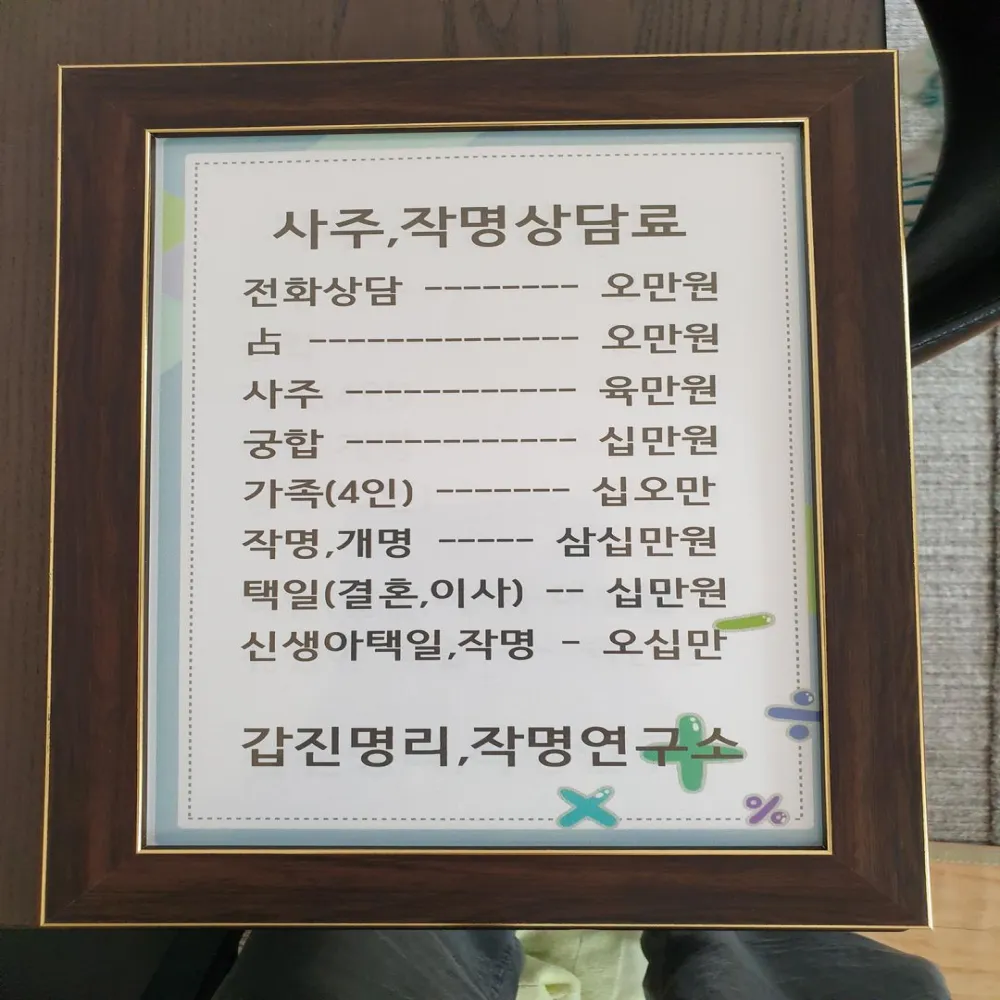 사주,작명상담료
전화상담 -------- 오만원
占 -------------- 오만원
사주 ------------ 육만원
궁합 ------------ 십만원
가족(4인) ------- 십오만
작명,개명 ----- 삼십만원
택일(결혼,이사) -- 십만원
신생아택일,작명 - 오십만
갑진명리,작명연구소